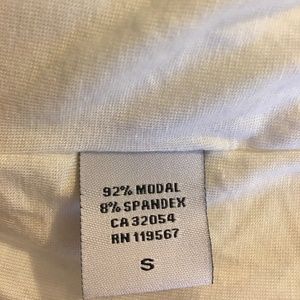 92% MODAL
8% SPANDEX
CA 32054
RN 119567
S